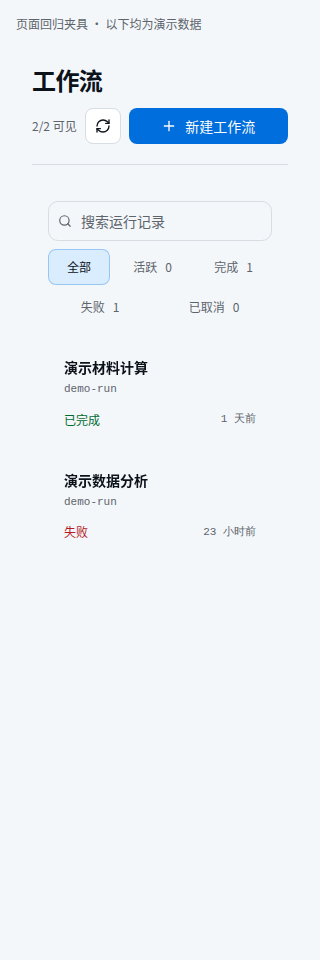 页面回归夹具 • 以下均为演示数据
工作流
2/2 可见
新建工作流
搜索运行记录
全部 活跃 0 完成 1
失败 1 已取消 0
演示材料计算
demo-run
已完成 1 天前
演示数据分析
demo-run
失败 23 小时前